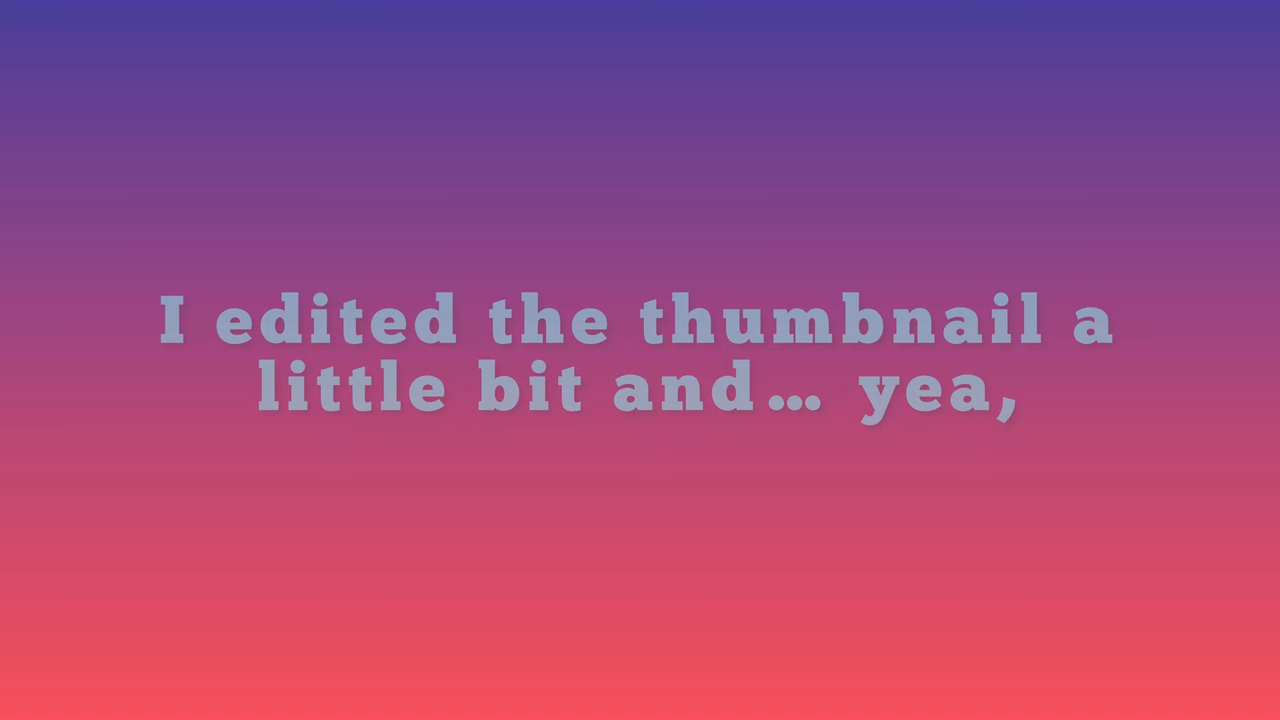 I edited the thumbnail a
little bit and... yea,